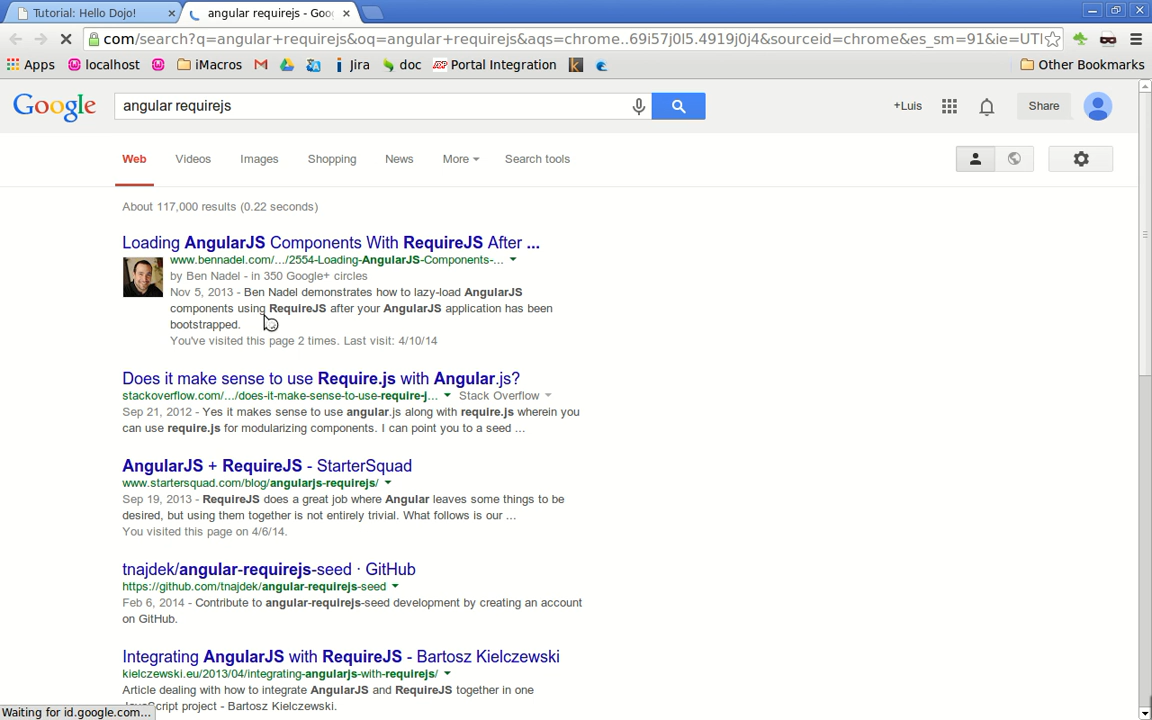 Tutorial: Hello Dojo!
angular requirejs - Goo
com/search?q=angular+requirejs&oq=angular+requirejs&aqs=chrome..69i57j0l5.4919j0j4&sourceid=chrome&es_sm=91&ie=UT
Apps localhost iMacros Jira doc Portal Integration Other Bookmarks
Google angular requirejs +Luis Share
Web Videos Images Shopping News More Search tools
About 117,000 results (0.22 seconds)
Loading AngularJS Components With RequireJS After ...
www.bennadel.com/.../2554-Loading-AngularJS-Components-...
by Ben Nadel - in 350 Google+ circles
Nov 5, 2013 - Ben Nadel demonstrates how to lazy-load AngularJS
components using RequireJS after your AngularJS application has been
bootstrapped.
You've visited this page 2 times. Last visit: 4/10/14
Does it make sense to use Require.js with Angular.js?
stackoverflow.com/.../does-it-make-sense-to-use-require-j... Stack Overflow
Sep 21, 2012 - Yes it makes sense to use angular.js along with require.js wherein you
can use require.js for modularizing components. I can point you to a seed ...
AngularJS + RequireJS - StarterSquad
www.startersquad.com/blog/angularjs-requirejs/
Sep 19, 2013 - RequireJS does a great job where Angular leaves some things to be
desired, but using them together is not entirely trivial. What follows is our ...
You visited this page on 4/6/14.
tnajdek/angular-requirejs-seed · GitHub
https://github.com/tnajdek/angular-requirejs-seed
Feb 6, 2014 - Contribute to angular-requirejs-seed development by creating an account
on GitHub.
Integrating AngularJS with RequireJS - Bartosz Kielczewski
kielczewski.eu/2013/04/integrating-angularjs-with-requirejs/
Article dealing with how to integrate AngularJS and RequireJS together in one
JavaScript project - Bartosz Kielczewski.
Waiting for id.google.com...